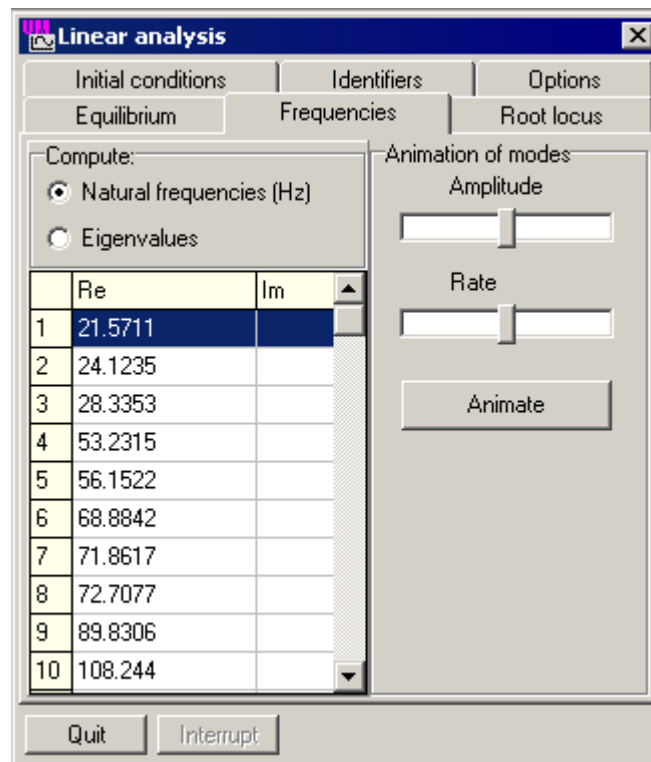 Linear analysis
Initial conditions Identifiers Options
Equilibrium Frequencies Root locus
Compute:
Natural frequencies (Hz)
Eigenvalues
Re Im
1 21.5711
2 24.1235
3 28.3353
4 53.2315
5 56.1522
6 68.8842
7 71.8617
8 72.7077
9 89.8306
10 108.244
Animation of modes
Amplitude
Rate
Animate
Quit Interrupt